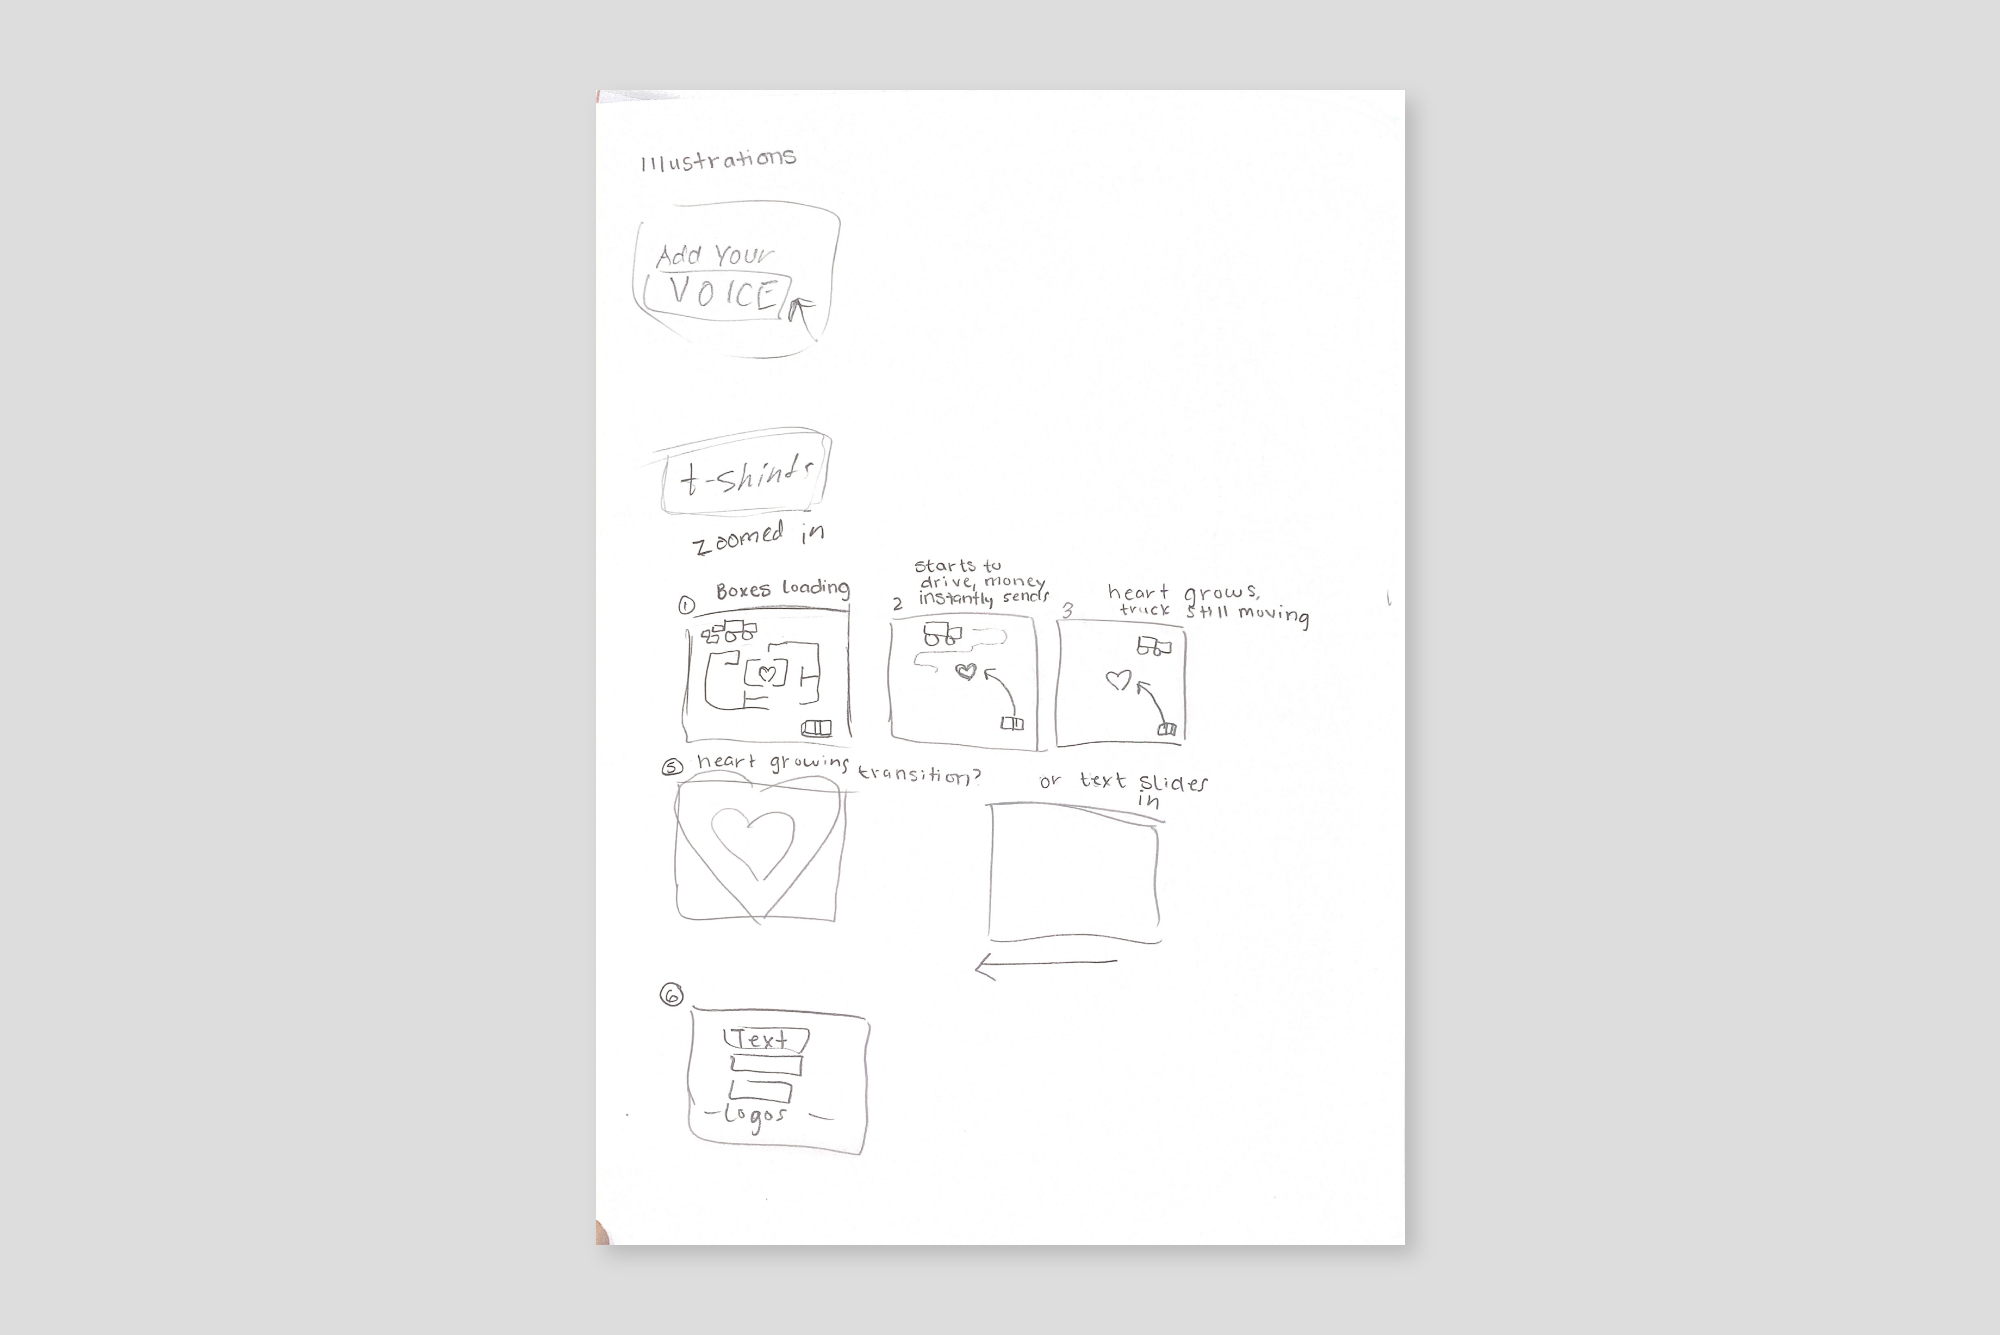 Illustrations
Add Your
VOICE
t-shirts
zoomed in
① Boxes loading
2 starts to
drive, money
instantly sends
3 heart grows,
truck still moving
⑤ heart growing transition?
or text slides
in
⑥
Text
-Logos -